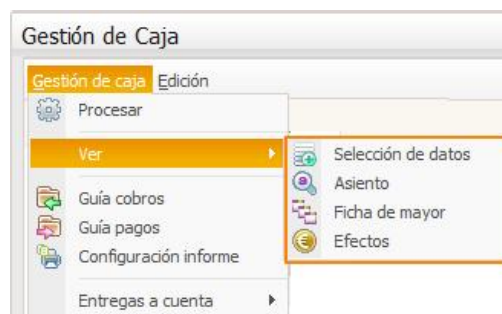 Gestión de Caja
Gestión de caja Edición
Procesar
Ver
Selección de datos
Asiento
Ficha de mayor
Efectos
Guía cobros
Guía pagos
Configuración informe
Entregas a cuenta